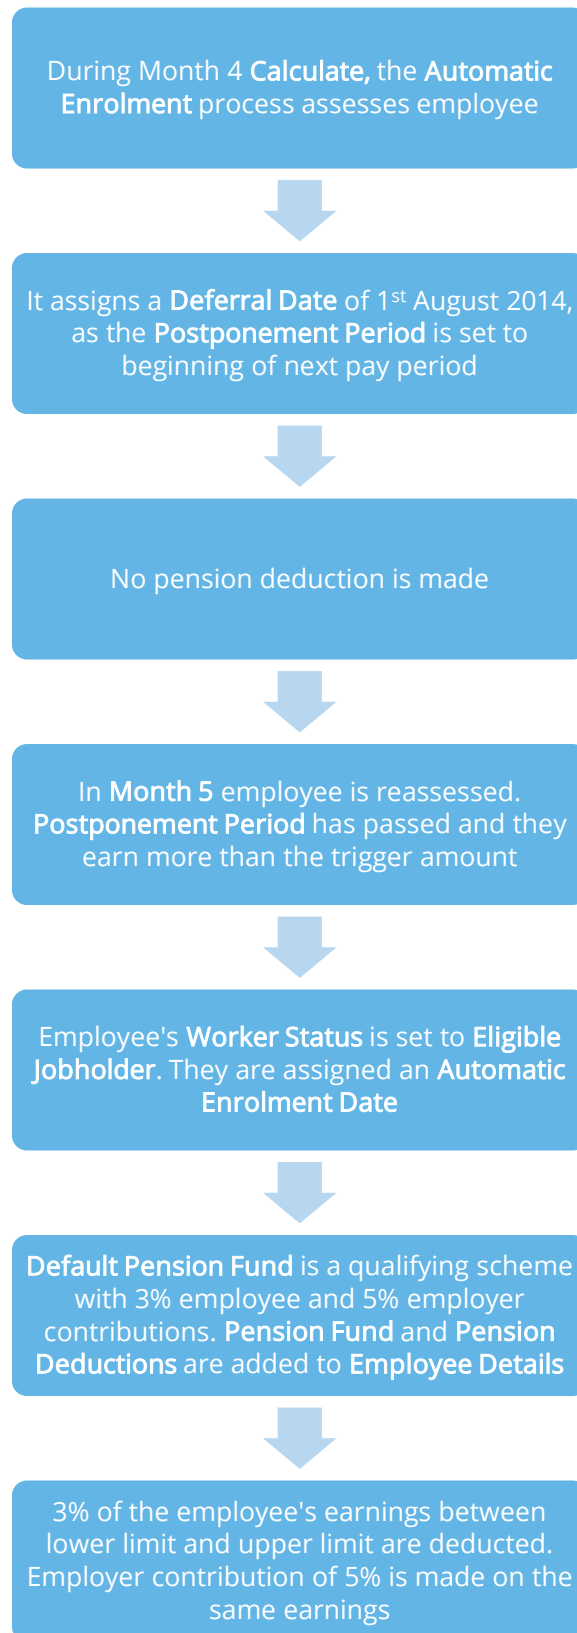 During Month 4 Calculate, the Automatic
Enrolment process assesses employee
It assigns a Deferral Date of 1st August 2014,
as the Postponement Period is set to
beginning of next pay period
No pension deduction is made
In Month 5 employee is reassessed.
Postponement Period has passed and they
earn more than the trigger amount
Employee's Worker Status is set to Eligible
Jobholder. They are assigned an Automatic
Enrolment Date
Default Pension Fund is a qualifying scheme
with 3% employee and 5% employer
contributions. Pension Fund and Pension
Deductions are added to Employee Details
3% of the employee's earnings between
lower limit and upper limit are deducted.
Employer contribution of 5% is made on the
same earnings